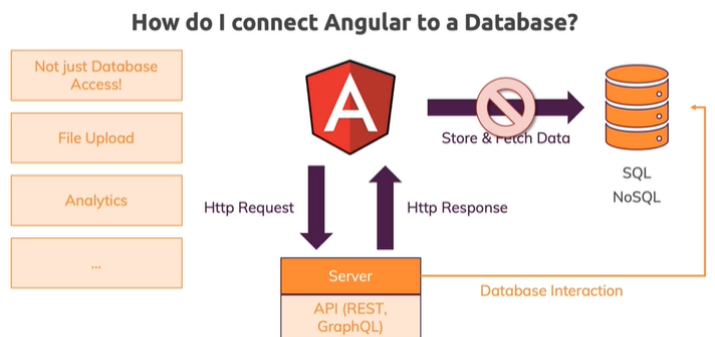 How do I connect Angular to a Database?
Not just Database
Access!
File Upload
Analytics
...
A
Store & Fetch Data
SQL
NoSQL
Http Request
Http Response
Server
API (REST,
GraphQL)
Database Interaction